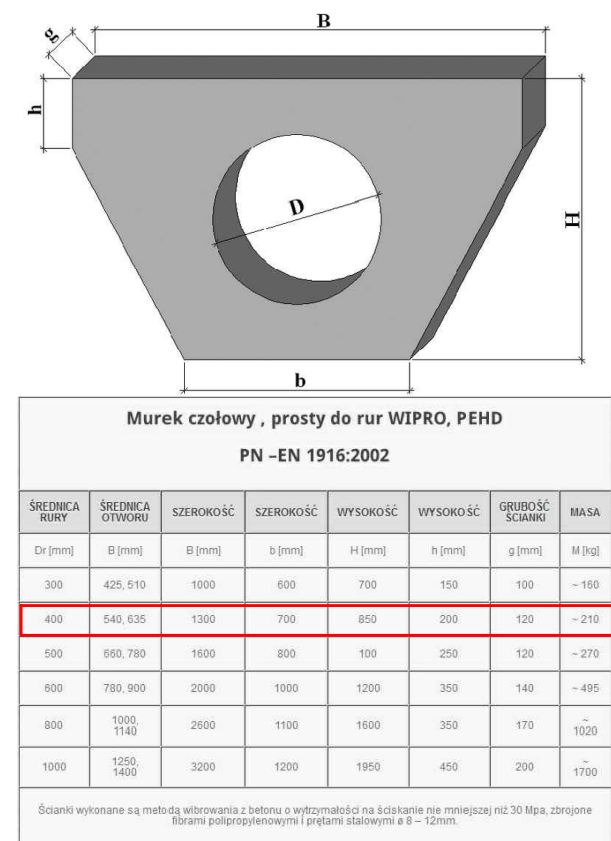 B
g
h
D
H
b
Murek czołowy , prosty do rur WIPRO, PEHD
PN –EN 1916:2002
ŚREDNICA RURY ŚREDNICA OTWORU SZEROKOŚĆ SZEROKOŚĆ WYSOKOŚĆ WYSOKOŚĆ GRUBOŚĆ ŚCIANKI MASA
Dr [mm] B [mm] B [mm] b [mm] H [mm] h [mm] g [mm] M [kg]
300 425, 510 1000 600 700 150 100 ~ 160
400 540, 635 1300 700 850 200 120 ~ 210
500 660, 780 1600 800 100 250 120 ~ 270
600 780, 900 2000 1000 1200 350 140 ~ 495
800 1000, 1140 2600 1100 1600 350 170 ~ 1020
1000 1250, 1400 3200 1200 1950 450 200 ~ 1700
Ścianki wykonane są metodą wibrowania z betonu o wytrzymałości na ściskanie nie mniejszej niż 30 Mpa, zbrojone
fibrami polipropylenowymi i prętami stalowymi ø 8 – 12mm.